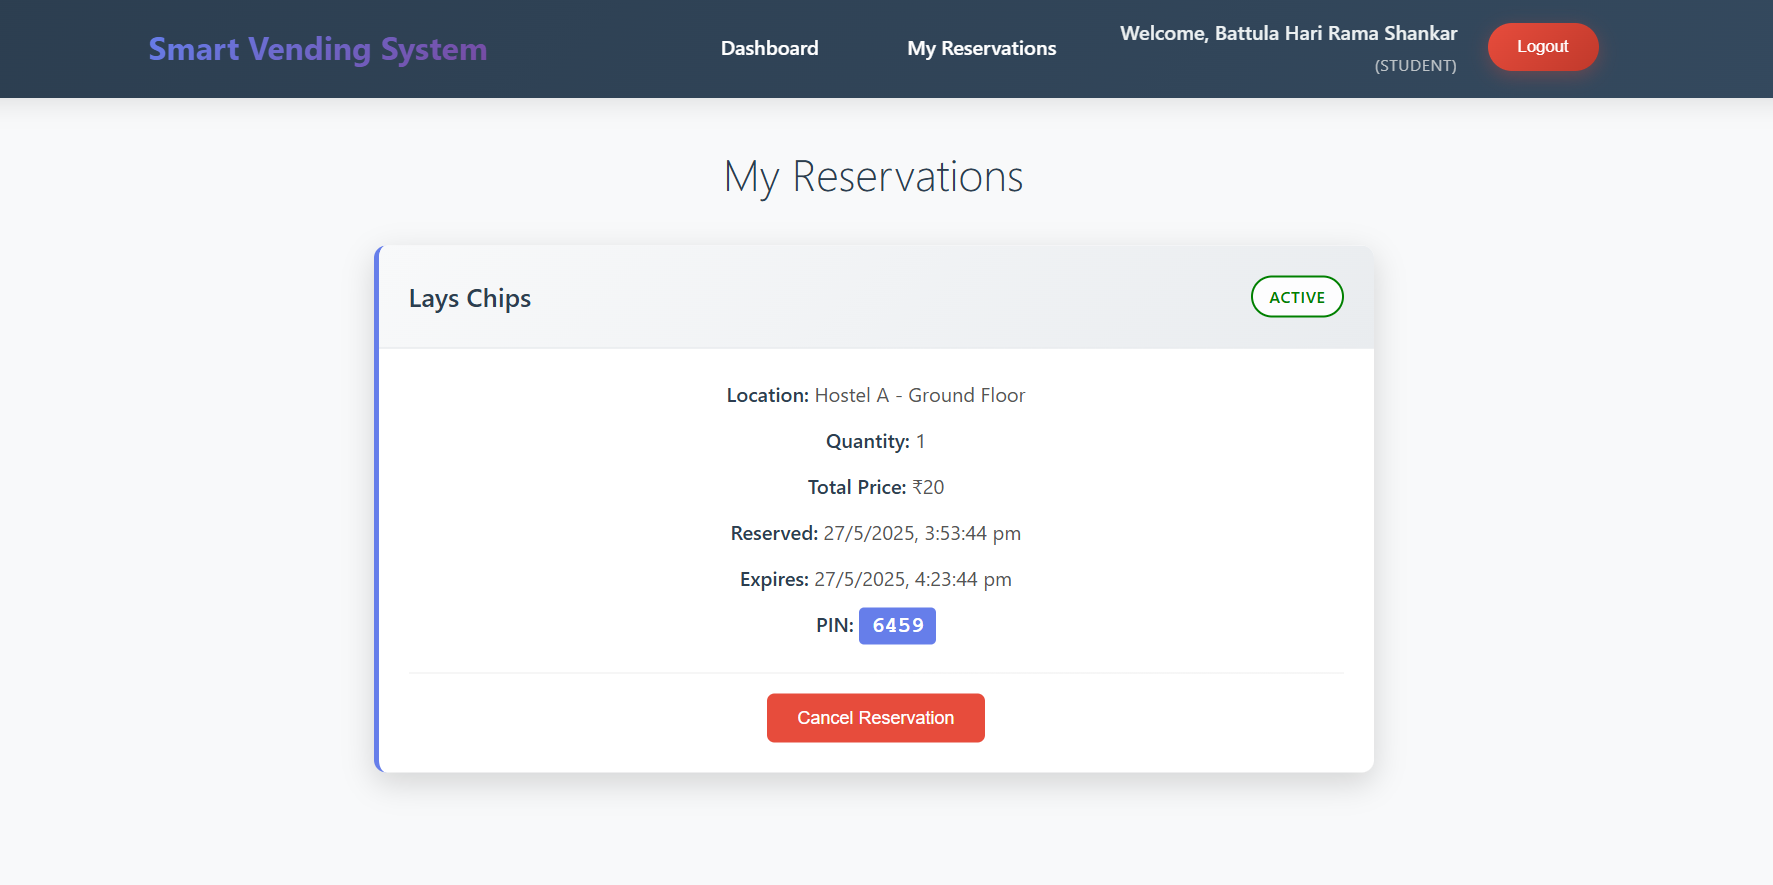 Smart Vending System
Dashboard
My Reservations
Welcome, Battula Hari Rama Shankar
(STUDENT)
Logout
My Reservations
Lays Chips
ACTIVE
Location: Hostel A - Ground Floor
Quantity: 1
Total Price: ₹20
Reserved: 27/5/2025, 3:53:44 pm
Expires: 27/5/2025, 4:23:44 pm
PIN: 6459
Cancel Reservation